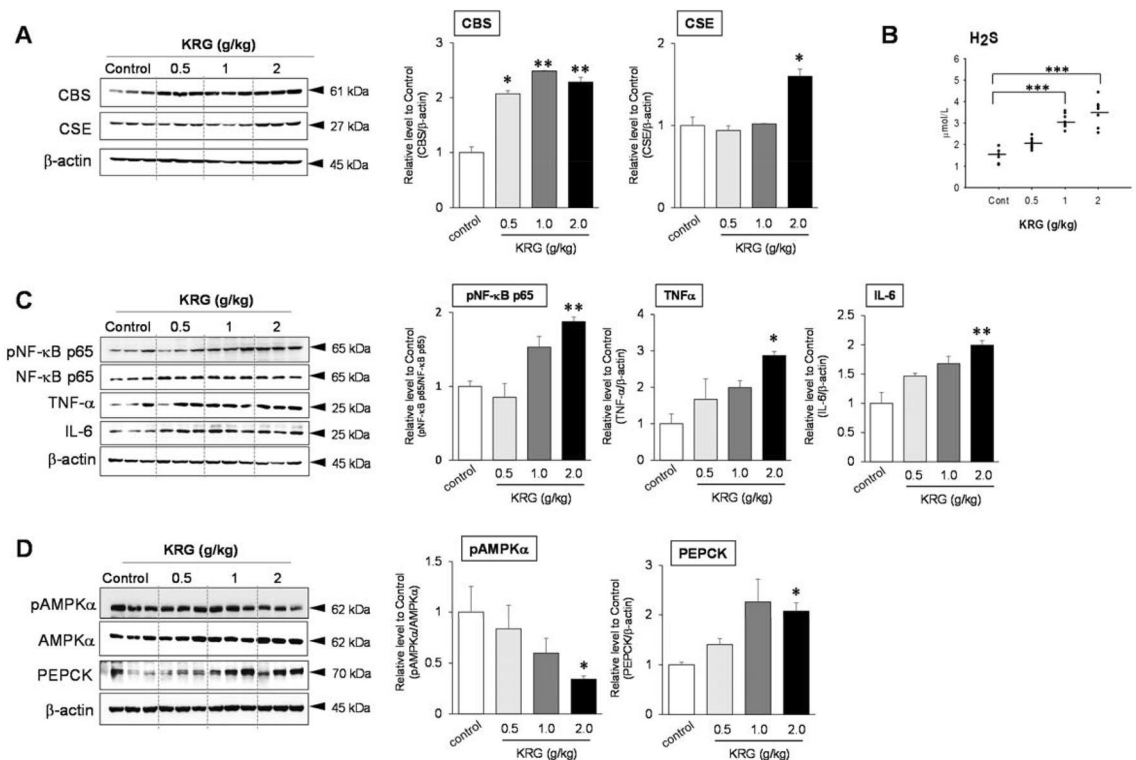 A
KRG (g/kg)
Control 0.5 1 2
CBS 61 kDa
CSE 27 kDa
β-actin 45 kDa
CBS
Relative level to Control
(CBS/β-actin)
3
2
1
0
* ** **
control 0.5 1.0 2.0
KRG (g/kg)
CSE
Relative level to Control
(CSE/β-actin)
2
1
0
*
control 0.5 1.0 2.0
KRG (g/kg)
B
H2S
μmol/L
6
5
4
3
2
1
0
***
***
Cont 0.5 1 2
KRG (g/kg)
C
KRG (g/kg)
Control 0.5 1 2
pNF-κB p65 65 kDa
NF-κB p65 65 kDa
TNF-α 25 kDa
IL-6 25 kDa
β-actin 45 kDa
pNF-κB p65
Relative level to Control
(pNF-κB p65/NF-κB p65)
2
1
0
**
control 0.5 1.0 2.0
KRG (g/kg)
TNFα
Relative level to Control
(TNF-α/β-actin)
4
3
2
1
0
*
control 0.5 1.0 2.0
KRG (g/kg)
IL-6
Relative level to Control
(IL-6/β-actin)
2.5
2
1.5
1
0.5
0
**
control 0.5 1.0 2.0
KRG (g/kg)
D
KRG (g/kg)
Control 0.5 1 2
pAMPKα 62 kDa
AMPKα 62 kDa
PEPCK 70 kDa
β-actin 45 kDa
pAMPKα
Relative level to Control
(pAMPKα/AMPKα)
1.5
1
0.5
0
*
control 0.5 1.0 2.0
KRG (g/kg)
PEPCK
Relative level to Control
(PEPCK/β-actin)
3
2
1
0
*
control 0.5 1.0 2.0
KRG (g/kg)